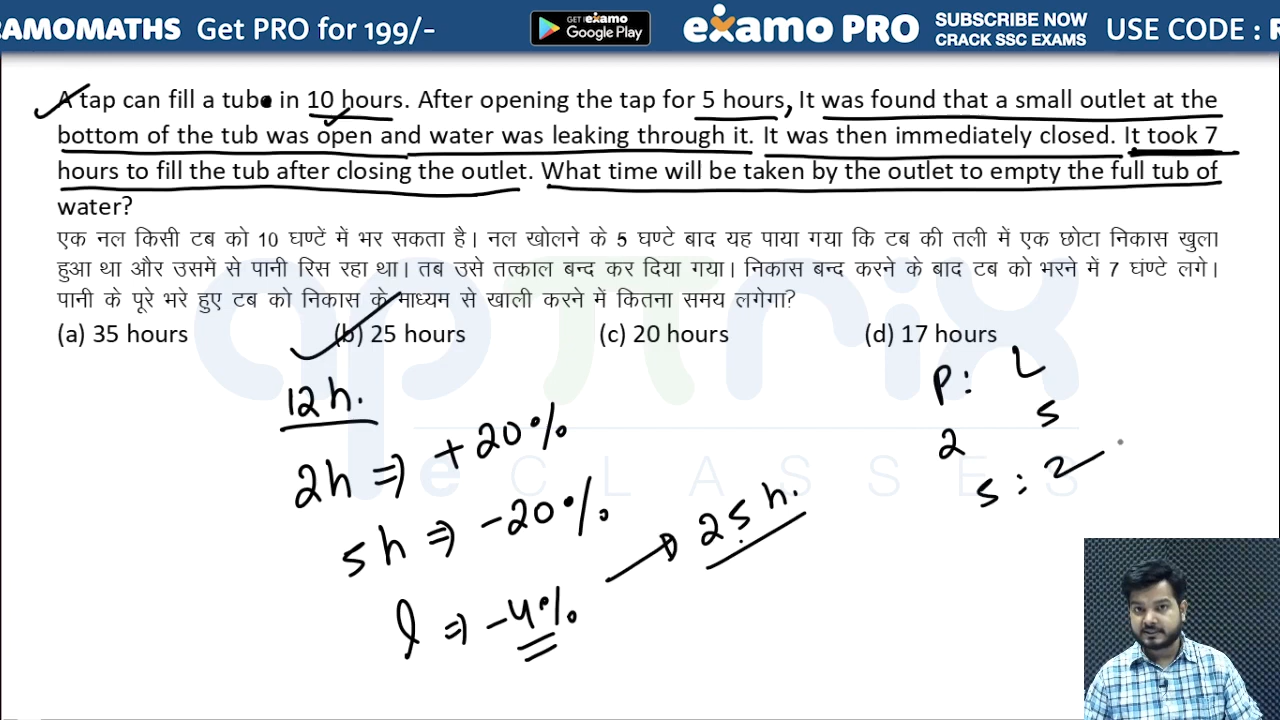 RAMOMATHS Get PRO for 199/- GET IT examo Google Play examo PRO SUBSCRIBE NOW CRACK SSC EXAMS USE CODE :
A tap can fill a tube in 10 hours. After opening the tap for 5 hours, It was found that a small outlet at the
bottom of the tub was open and water was leaking through it. It was then immediately closed. It took 7
hours to fill the tub after closing the outlet. What time will be taken by the outlet to empty the full tub of
water?
एक नल किसी टब को 10 घण्टें में भर सकता है। नल खोलने के 5 घण्टे बाद यह पाया गया कि टब की तली में एक छोटा निकास खुला
हुआ था और उसमें से पानी रिस रहा था। तब उसे तत्काल बन्द कर दिया गया। निकास बन्द करने के बाद टब को भरने में 7 घंण्टे लगे।
पानी के पूरे भरे हुए टब को निकास के माध्यम से खाली करने में कितना समय लगेगा?
(a) 35 hours (b) 25 hours (c) 20 hours (d) 17 hours
12 h.
2h ⇒ +20%
5h ⇒ -20%
l ⇒ -4% → 25 h.
P : L
2 5
5 : 2
aptitrix
eCLASSES